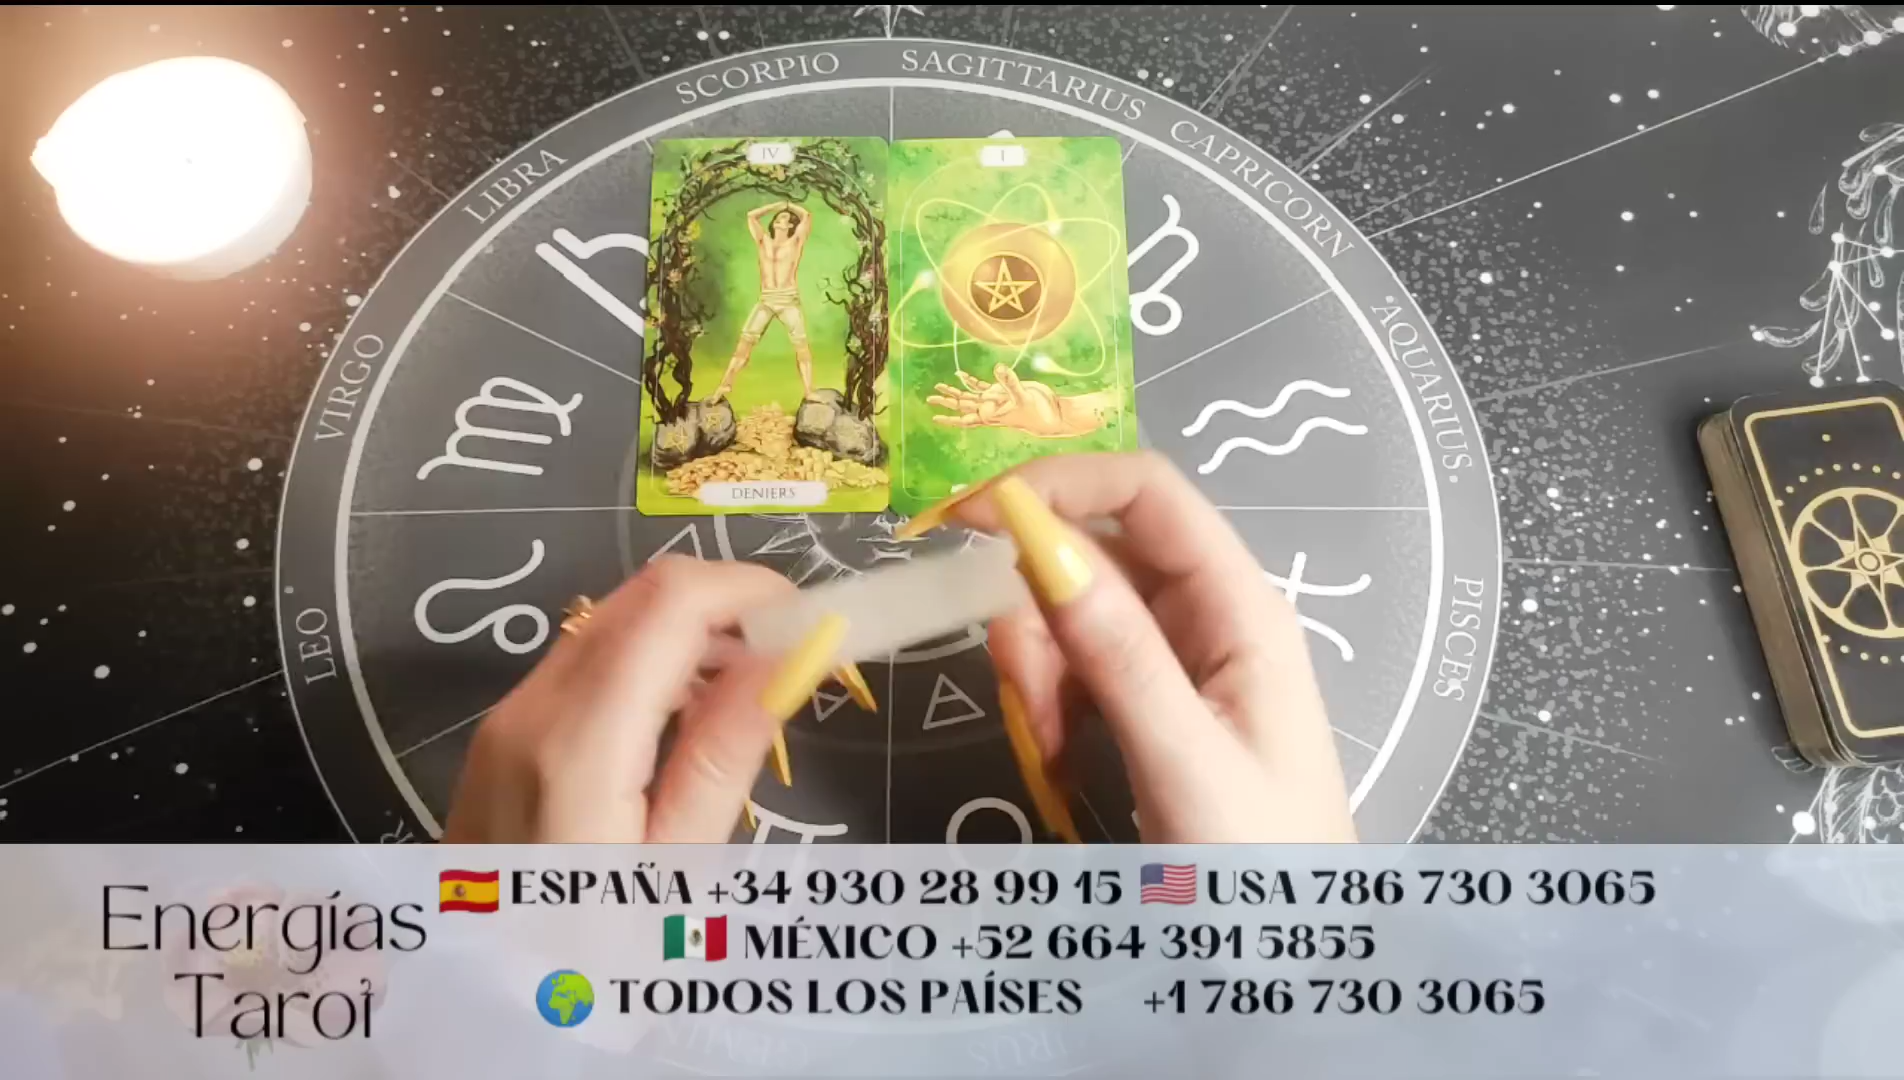 SCORPIO
SAGITTARIUS
CAPRICORN
LIBRA
AQUARIUS
VIRGO
PISCES
LEO
IV
I
DENIERS
Energías
Tarot
ESPAÑA +34 930 28 99 15 USA 786 730 3065
MÉXICO +52 664 391 5855
TODOS LOS PAÍSES +1 786 730 3065